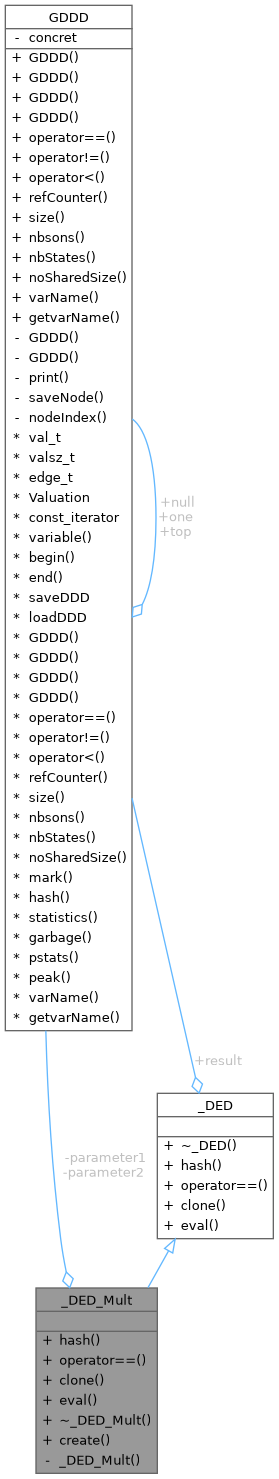 GDDD
- concret
+ GDDD()
+ GDDD()
+ GDDD()
+ GDDD()
+ operator==()
+ operator!=()
+ operator<()
+ refCounter()
+ size()
+ nbsons()
+ nbStates()
+ noSharedSize()
+ varName()
+ getvarName()
- GDDD()
- GDDD()
- print()
- saveNode()
- nodeIndex()
* val_t
* valsz_t
* edge_t
* Valuation
* const_iterator
* variable()
* begin()
* end()
* saveDDD
* loadDDD
* GDDD()
* GDDD()
* GDDD()
* GDDD()
* operator==()
* operator!=()
* operator<()
* refCounter()
* size()
* nbsons()
* nbStates()
* noSharedSize()
* mark()
* hash()
* statistics()
* garbage()
* pstats()
* peak()
* varName()
* getvarName()
+null
+one
+top
+result
-parameter1
-parameter2
_DED
+ ~_DED()
+ hash()
+ operator==()
+ clone()
+ eval()
_DED_Mult
+ hash()
+ operator==()
+ clone()
+ eval()
+ ~_DED_Mult()
+ create()
- _DED_Mult()